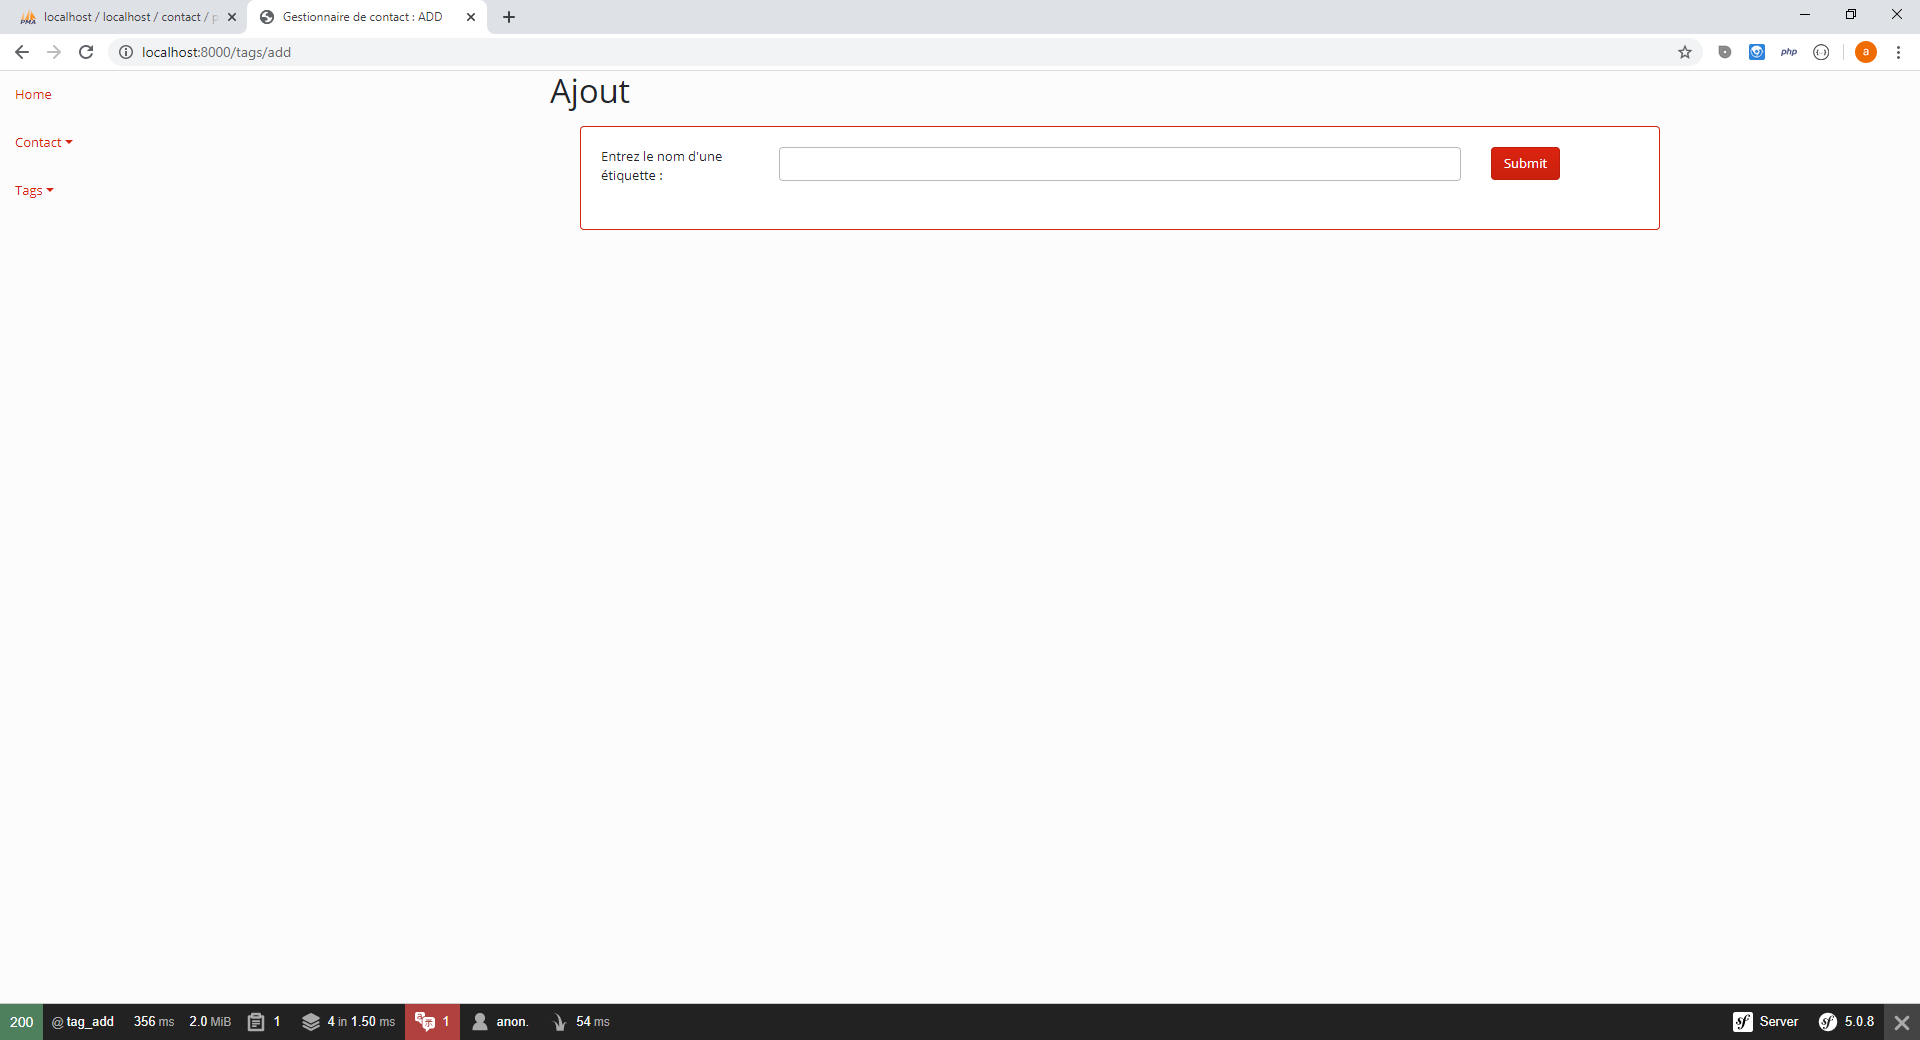 localhost / localhost / contact / p
Gestionnaire de contact : ADD
localhost:8000/tags/add
php
a
Home
Contact
Tags
Ajout
Entrez le nom d'une
étiquette :
Submit
200 @ tag_add 356 ms 2.0 MiB 1 4 in 1.50 ms 1 anon. 54 ms
sf Server sf 5.0.8